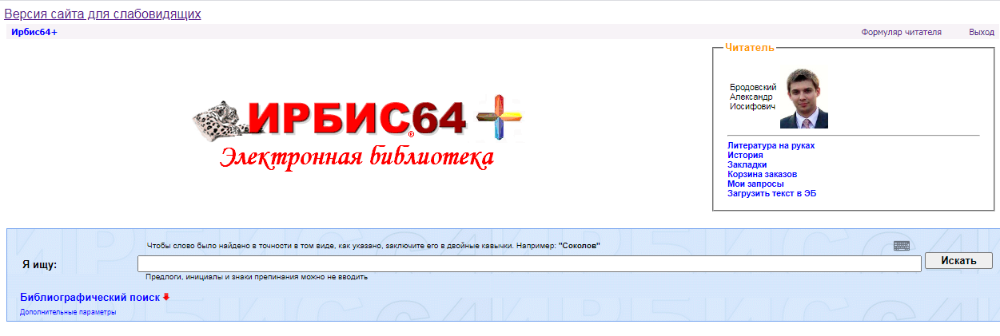 Версия сайта для слабовидящих
Ирбис64+
Формуляр читателя
Выход
Читатель
Бродовский
Александр
Иосифович
ИРБИС64
®
Электронная библиотека
Литература на руках
История
Закладки
Корзина заказов
Мои запросы
Загрузить текст в ЭБ
Чтобы слово было найдено в точности в том виде, как указано, заключите его в двойные кавычки. Например: "Соколов"
Я ищу:
Искать
Предлоги, инициалы и знаки препинания можно не вводить
Библиографический поиск
Дополнительные параметры